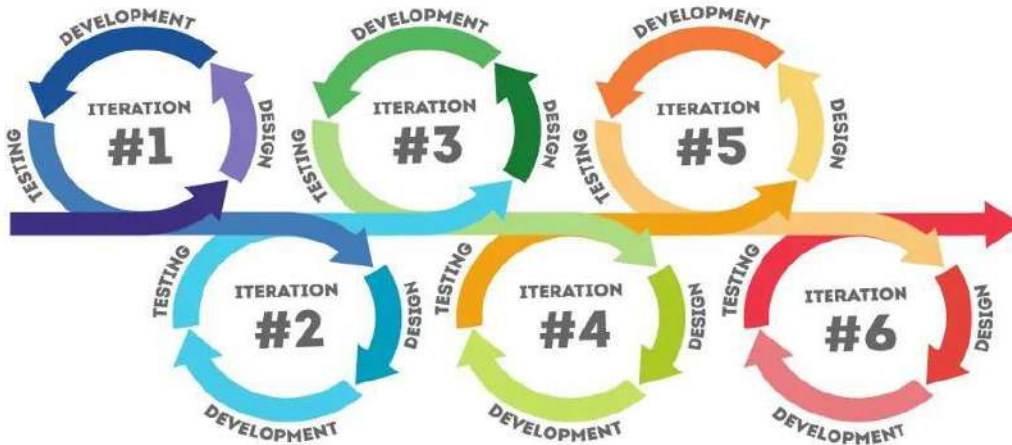 DEVELOPMENT
DESIGN
TESTING
ITERATION
#1
DEVELOPMENT
DESIGN
TESTING
ITERATION
#3
DEVELOPMENT
DESIGN
TESTING
ITERATION
#5
TESTING
DESIGN
DEVELOPMENT
ITERATION
#2
TESTING
DESIGN
DEVELOPMENT
ITERATION
#4
TESTING
DESIGN
DEVELOPMENT
ITERATION
#6